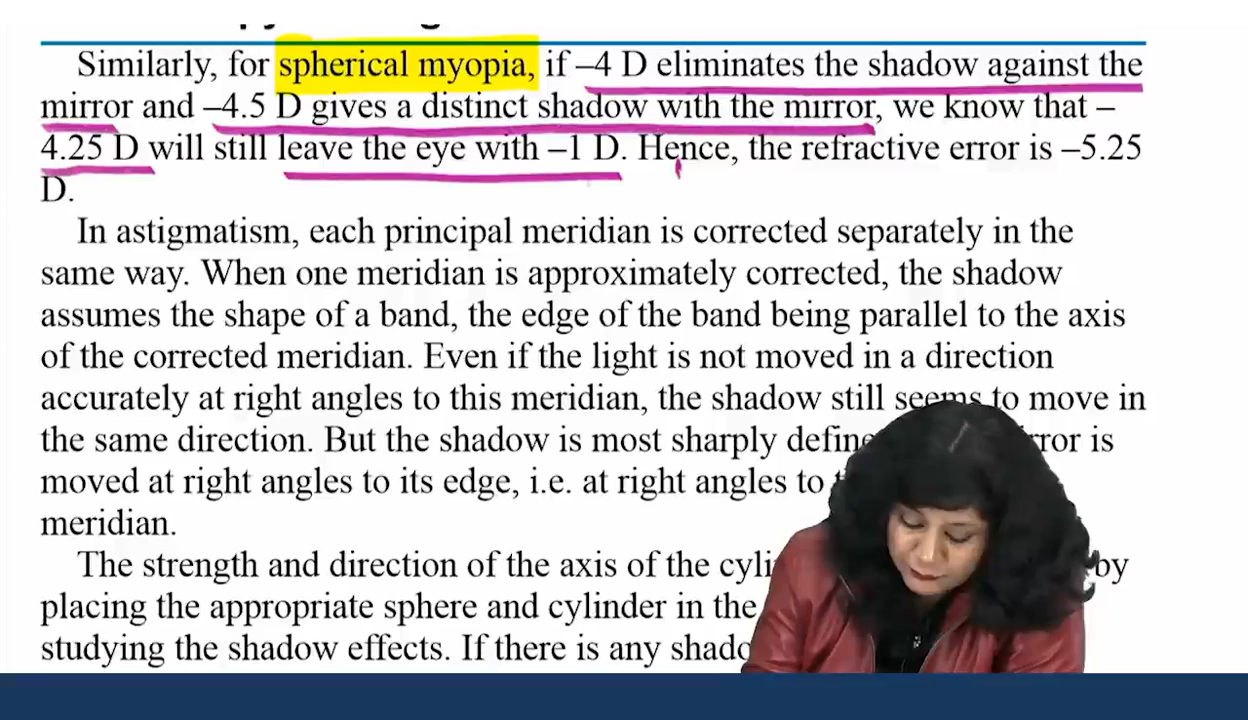 Similarly, for spherical myopia, if –4 D eliminates the shadow against the
mirror and –4.5 D gives a distinct shadow with the mirror, we know that –
4.25 D will still leave the eye with –1 D. Hence, the refractive error is –5.25
D.
In astigmatism, each principal meridian is corrected separately in the
same way. When one meridian is approximately corrected, the shadow
assumes the shape of a band, the edge of the band being parallel to the axis
of the corrected meridian. Even if the light is not moved in a direction
accurately at right angles to this meridian, the shadow still seems to move in
the same direction. But the shadow is most sharply is
moved at right angles to its edge, i.e. at right angles to
meridian.
The strength and direction of the axis of the by
placing the appropriate sphere and cylinder in the
studying the shadow effects. If there is any